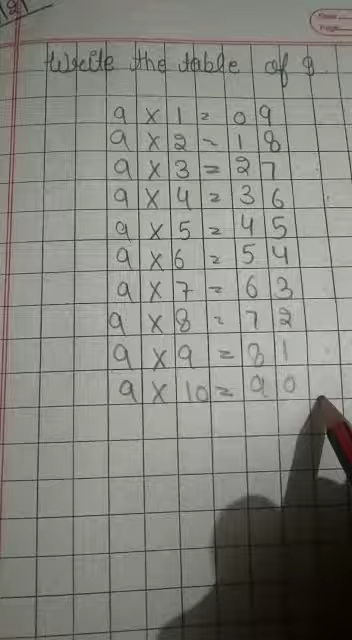 Write the table of 9.
9 X 1 = 09
9 X 2 = 18
9 X 3 = 27
9 X 4 = 36
9 X 5 = 45
9 X 6 = 54
9 X 7 = 63
9 X 8 = 72
9 X 9 = 81
9 X 10 = 90